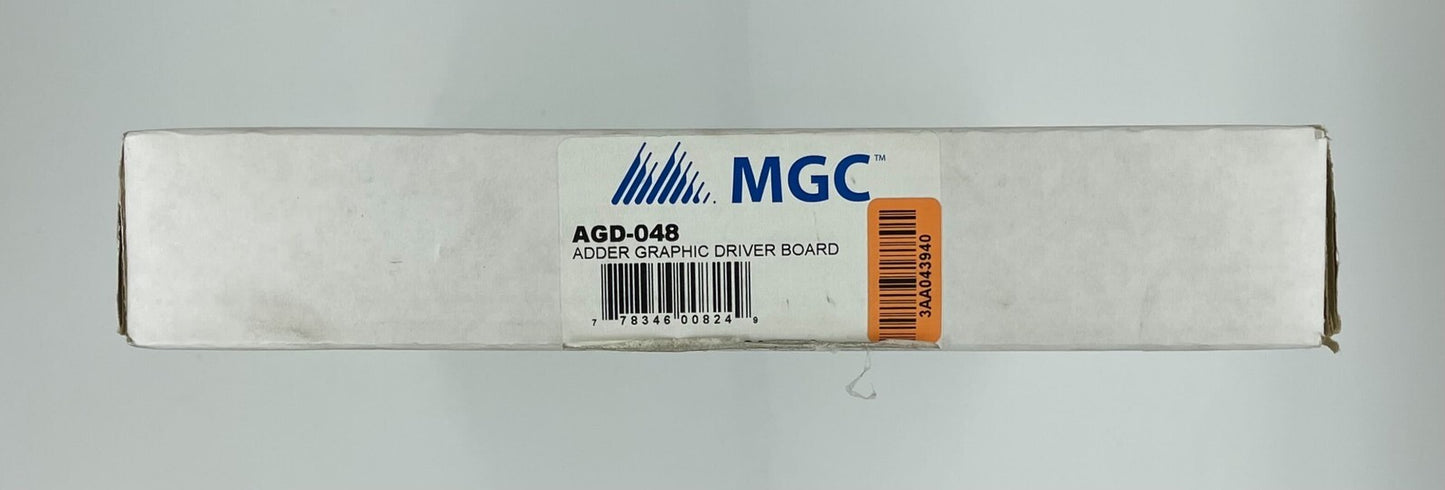 MGC™
AGD-048
ADDER GRAPHIC DRIVER BOARD
7 78346 00824 9
3AA043940